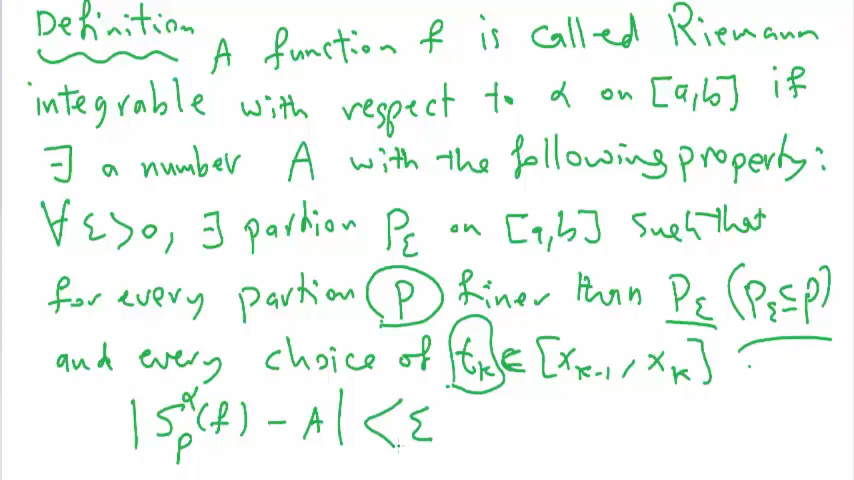 Definition A function f is called Riemann
integrable with respect to α on [a,b] if
∃ a number A with the following property:
∀ ε>0, ∃ partion P_ε on [a,b] such that
for every partion P finer than P_ε (P_ε ⊆ P)
and every choice of t_k ∈ [x_{k-1}, x_k]
|S_P^α(f) - A| < ε